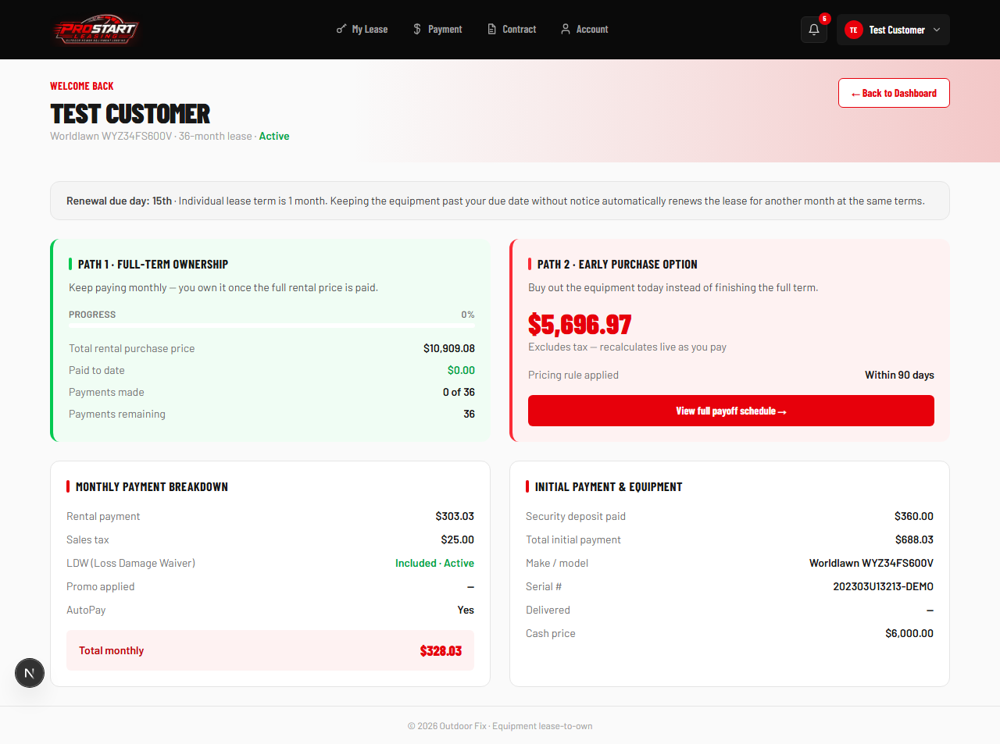 PROSTART
LEASING
My Lease
Payment
Contract
Account
6
TE
Test Customer
WELCOME BACK
TEST CUSTOMER
Worldlawn WYZ34FS600V · 36-month lease · Active
← Back to Dashboard
Renewal due day: 15th · Individual lease term is 1 month. Keeping the equipment past your due date without notice automatically renews the lease for another month at the same terms.
PATH 1 · FULL-TERM OWNERSHIP
Keep paying monthly — you own it once the full rental price is paid.
PROGRESS 0%
Total rental purchase price $10,909.08
Paid to date $0.00
Payments made 0 of 36
Payments remaining 36
PATH 2 · EARLY PURCHASE OPTION
Buy out the equipment today instead of finishing the full term.
$5,696.97
Excludes tax — recalculates live as you pay
Pricing rule applied Within 90 days
View full payoff schedule →
MONTHLY PAYMENT BREAKDOWN
Rental payment $303.03
Sales tax $25.00
LDW (Loss Damage Waiver) Included · Active
Promo applied —
AutoPay Yes
Total monthly $328.03
INITIAL PAYMENT & EQUIPMENT
Security deposit paid $360.00
Total initial payment $688.03
Make / model Worldlawn WYZ34FS600V
Serial # 202303U13213-DEMO
Delivered —
Cash price $6,000.00
N
© 2026 Outdoor Fix · Equipment lease-to-own